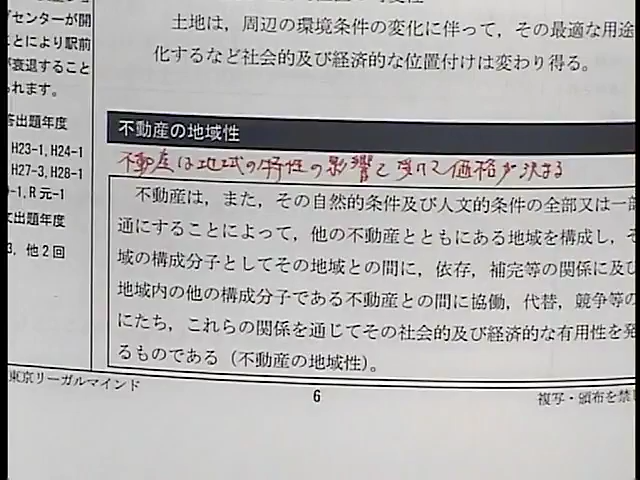 土地は，周辺の環境条件の変化に伴って，その最適な用途
化するなど社会的及び経済的な位置付けは変わり得る。
グセンターが開
ことにより駅前
が衰退すること
られます。
答出題年度
H23-1, H24-1
H27-3, H28-1
-1, R 元-1
文出題年度
3, 他2回
不動産の地域性
不動産は地域の特性の影響を受けて価格が決まる
不動産は，また，その自然的条件及び人文的条件の全部又は一部
通にすることによって，他の不動産とともにある地域を構成し，そ
域の構成分子としてその地域との間に，依存，補完等の関係に及び
地域内の他の構成分子である不動産との間に協働，代替，競争等の
にたち，これらの関係を通じてその社会的及び経済的な有用性を発
るものである（不動産の地域性）。
東京リーガルマインド
6
複写・頒布を禁